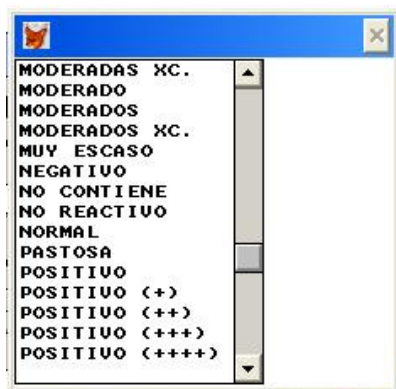 MODERADAS XC.
MODERADO
MODERADOS
MODERADOS XC.
MUY ESCASO
NEGATIVO
NO CONTIENE
NO REACTIVO
NORMAL
PASTOSA
POSITIVO
POSITIVO (+)
POSITIVO (++)
POSITIVO (+++)
POSITIVO (++++)